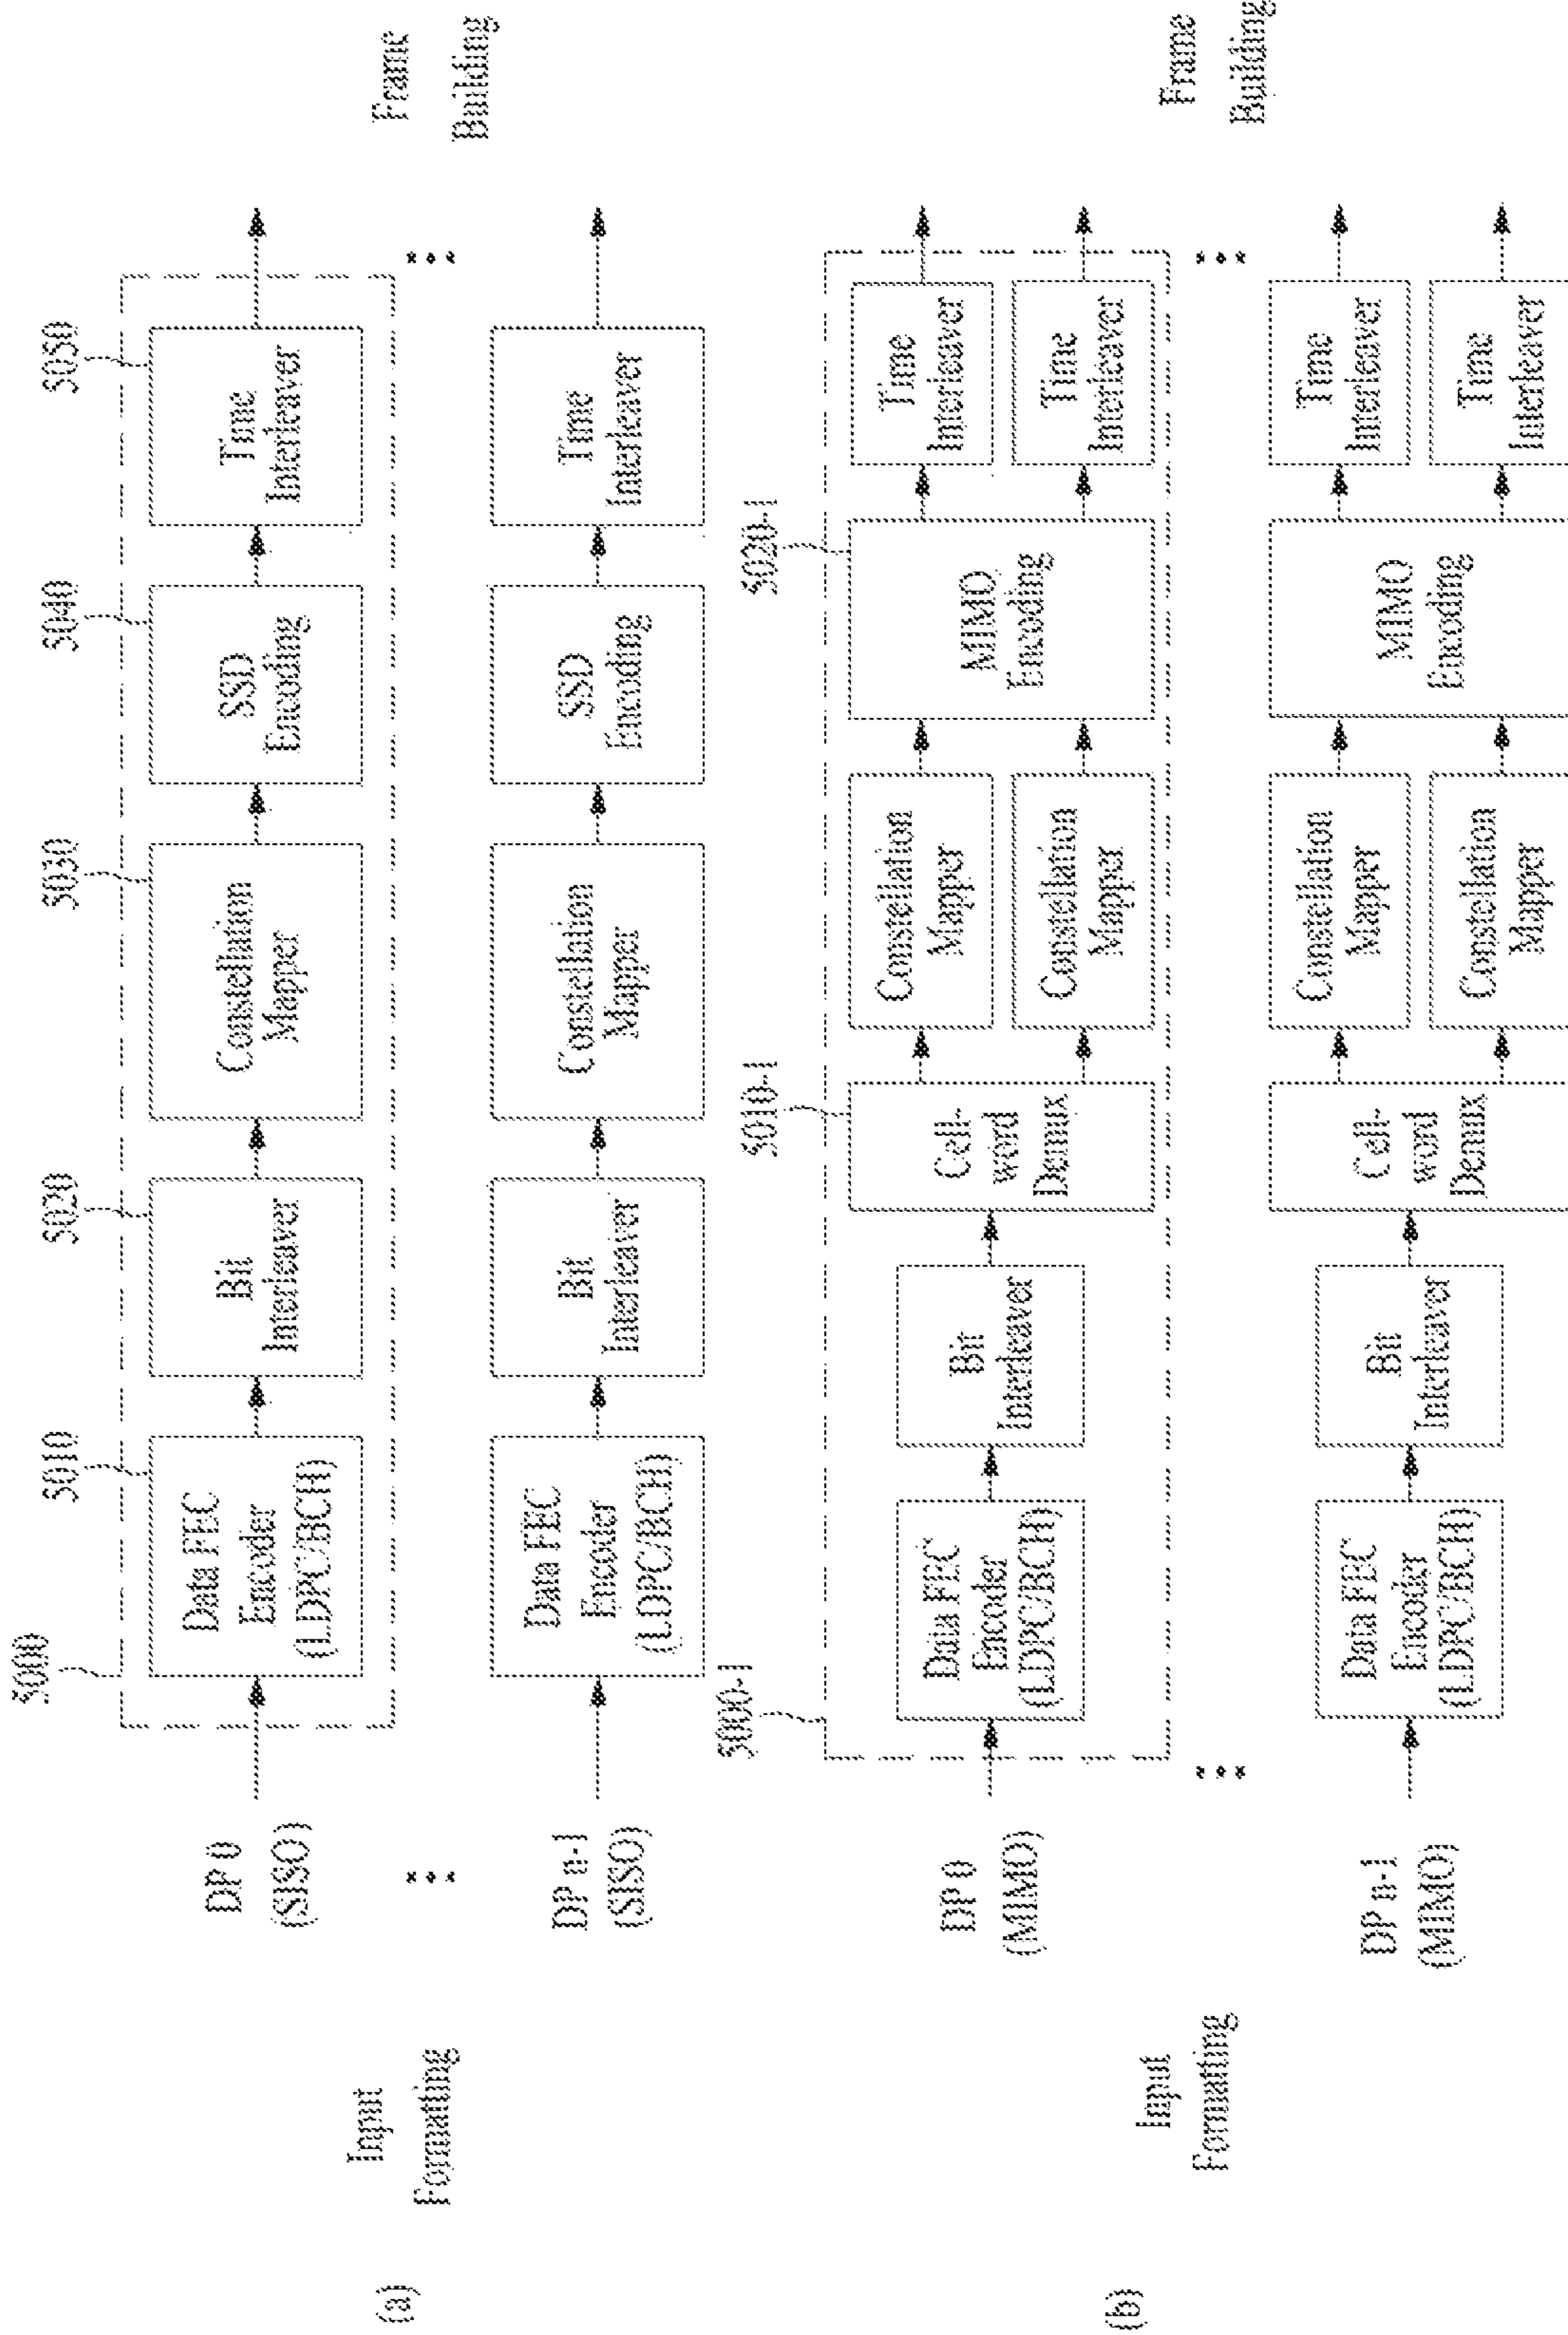 (a)
Input
Formatting
DP 0
(SISO)
5000
5010
Data FEC
Encoder
(LDPC/BCH)
5020
Bit
Interleaver
5030
Constellation
Mapper
5040
SSD
Encoding
5050
Time
Interleaver
Frame
Building
DP n-1
(SISO)
Data FEC
Encoder
(LDPC/BCH)
Bit
Interleaver
Constellation
Mapper
SSD
Encoding
Time
Interleaver
(b)
Input
Formatting
DP 0
(MIMO)
5000-1
Data FEC
Encoder
(LDPC/BCH)
Bit
Interleaver
5010-1
Cell-
word
Demux
Constellation
Mapper
Constellation
Mapper
5020-1
MIMO
Encoding
Time
Interleaver
Time
Interleaver
Frame
Building
DP n-1
(MIMO)
Data FEC
Encoder
(LDPC/BCH)
Bit
Interleaver
Cell-
word
Demux
Constellation
Mapper
Constellation
Mapper
MIMO
Encoding
Time
Interleaver
Time
Interleaver